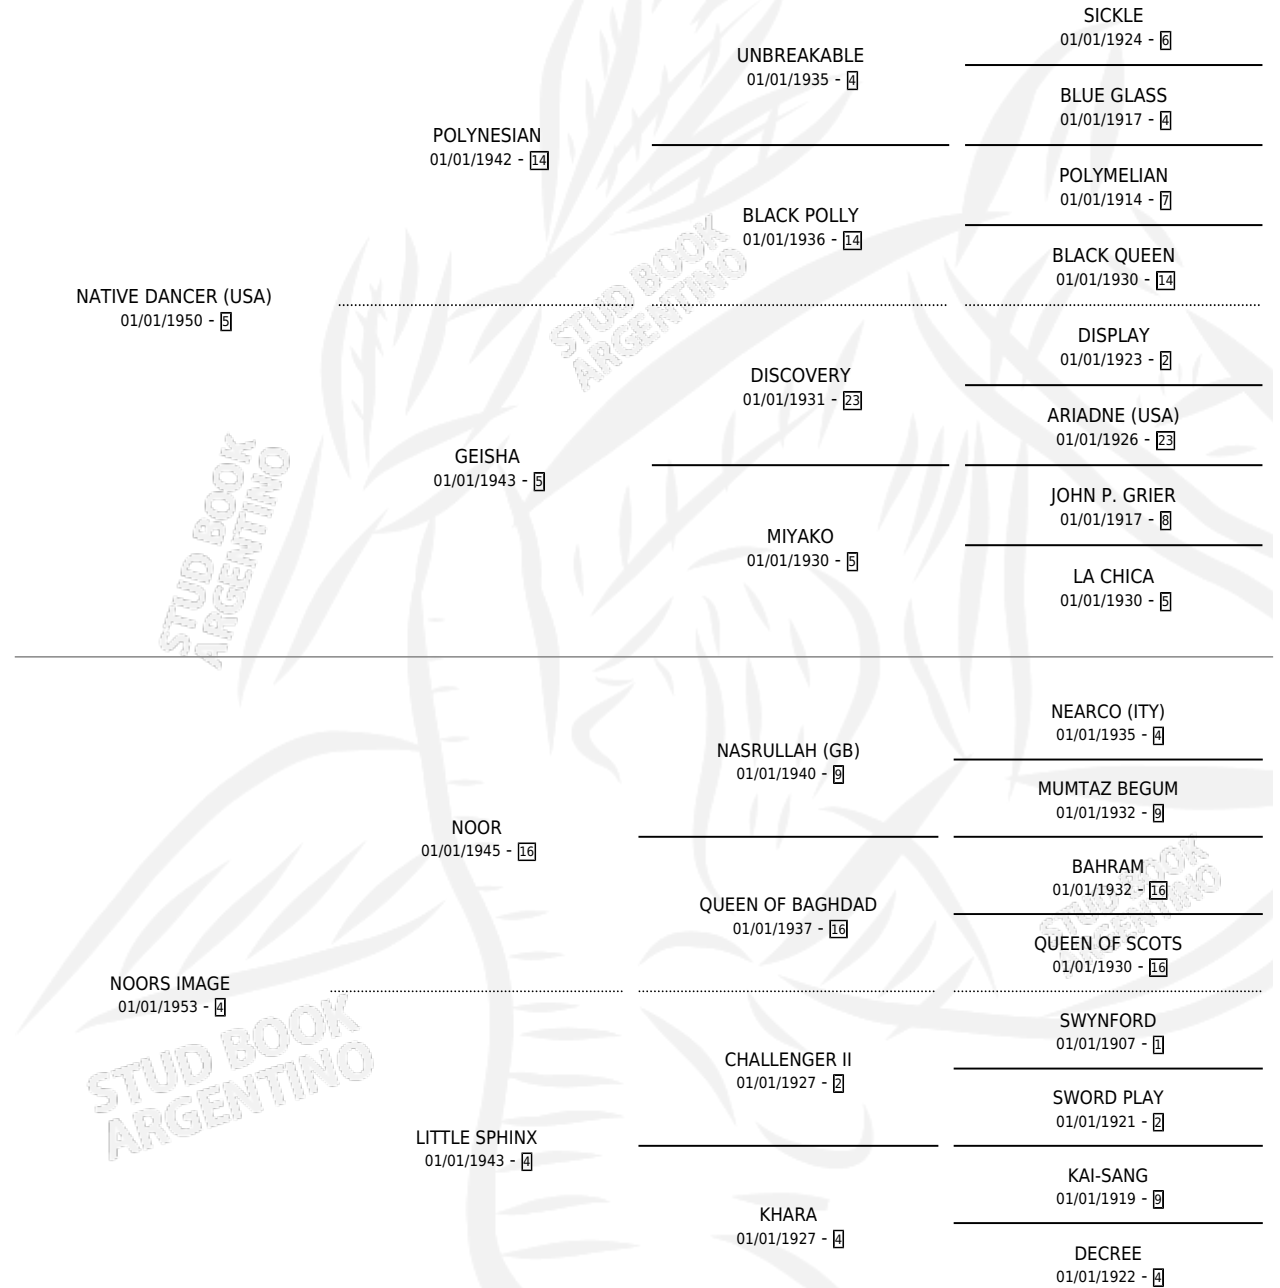 SICKLE
01/01/1924 - 6
UNBREAKABLE
01/01/1935 - 4
BLUE GLASS
01/01/1917 - 4
POLYNESIAN
01/01/1942 - 14
POLYMELIAN
01/01/1914 - 7
BLACK POLLY
01/01/1936 - 14
BLACK QUEEN
01/01/1930 - 14
NATIVE DANCER (USA)
01/01/1950 - 5
STUD BOOK
ARGENTINO
DISPLAY
01/01/1923 - 2
DISCOVERY
01/01/1931 - 23
ARIADNE (USA)
01/01/1926 - 23
GEISHA
01/01/1943 - 5
JOHN P. GRIER
01/01/1917 - 8
MIYAKO
01/01/1930 - 5
LA CHICA
01/01/1930 - 5
STUD BOOK
ARGENTINO
NEARCO (ITY)
01/01/1935 - 4
NASRULLAH (GB)
01/01/1940 - 9
MUMTAZ BEGUM
01/01/1932 - 9
NOOR
01/01/1945 - 16
BAHRAM
01/01/1932 - 16
QUEEN OF BAGHDAD
01/01/1937 - 16
STUD BOOK
ARGENTINO
QUEEN OF SCOTS
01/01/1930 - 16
NOORS IMAGE
01/01/1953 - 4
SWYNFORD
01/01/1907 - 1
STUD BOOK
ARGENTINO
CHALLENGER II
01/01/1927 - 2
SWORD PLAY
01/01/1921 - 2
LITTLE SPHINX
01/01/1943 - 4
KAI-SANG
01/01/1919 - 9
KHARA
01/01/1927 - 4
DECREE
01/01/1922 - 4